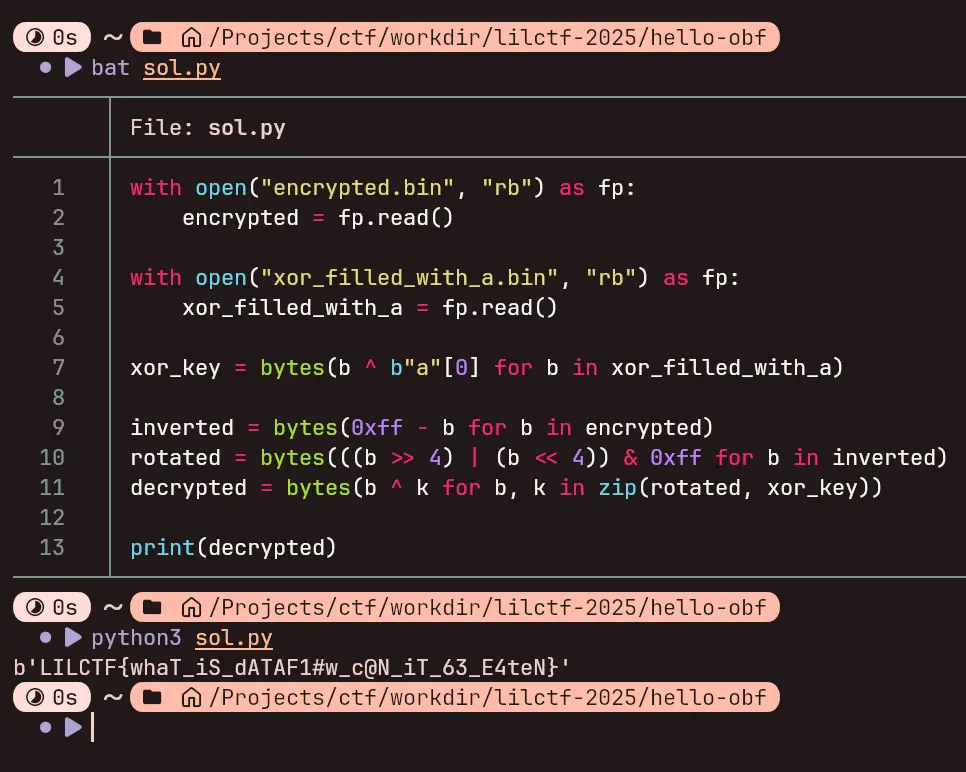 0s ~ /Projects/ctf/workdir/lilctf-2025/hello-obf
bat sol.py
File: sol.py
1 with open("encrypted.bin", "rb") as fp:
2     encrypted = fp.read()
3
4 with open("xor_filled_with_a.bin", "rb") as fp:
5     xor_filled_with_a = fp.read()
6
7 xor_key = bytes(b ^ b"a"[0] for b in xor_filled_with_a)
8
9 inverted = bytes(0xff - b for b in encrypted)
10 rotated = bytes(((b >> 4) | (b << 4)) & 0xff for b in inverted)
11 decrypted = bytes(b ^ k for b, k in zip(rotated, xor_key))
12
13 print(decrypted)
0s ~ /Projects/ctf/workdir/lilctf-2025/hello-obf
python3 sol.py
b'LILCTF{whaT_iS_dATAF1#w_c@N_iT_63_E4teN}'
0s ~ /Projects/ctf/workdir/lilctf-2025/hello-obf